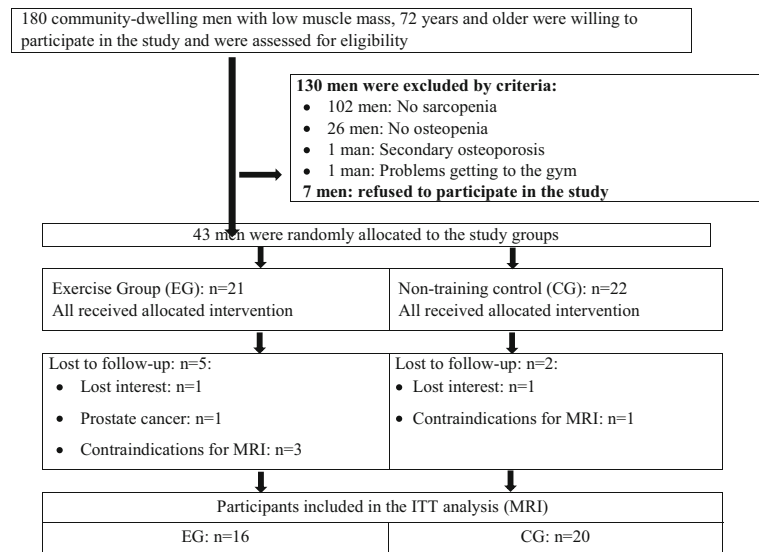 180 community-dwelling men with low muscle mass, 72 years and older were willing to
participate in the study and were assessed for eligibility
130 men were excluded by criteria:
• 102 men: No sarcopenia
• 26 men: No osteopenia
• 1 man: Secondary osteoporosis
• 1 man: Problems getting to the gym
7 men: refused to participate in the study
43 men were randomly allocated to the study groups
Exercise Group (EG): n=21
All received allocated intervention
Non-training control (CG): n=22
All received allocated intervention
Lost to follow-up: n=5:
• Lost interest: n=1
• Prostate cancer: n=1
• Contraindications for MRI: n=3
Lost to follow-up: n=2:
• Lost interest: n=1
• Contraindications for MRI: n=1
Participants included in the ITT analysis (MRI)
EG: n=16
CG: n=20